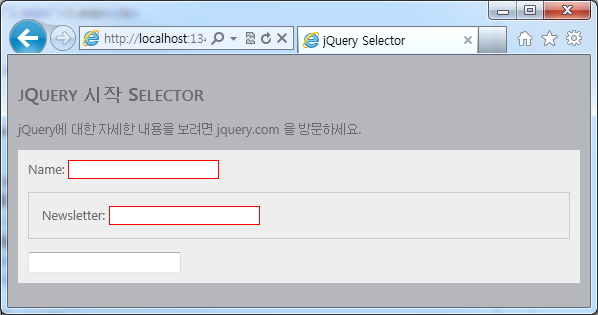 http://localhost:134
jQuery Selector
JQUERY 시작 SELECTOR
jQuery에 대한 자세한 내용을 보려면 jquery.com 을 방문하세요.
Name:
Newsletter: